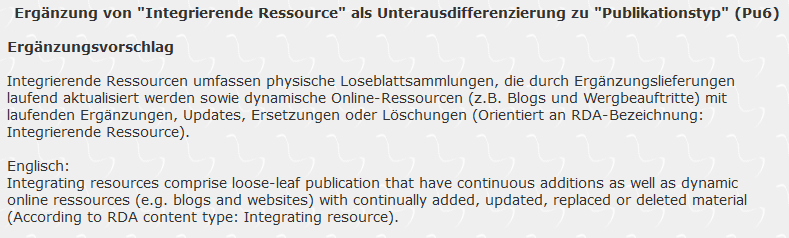 Ergänzung von "Integrierende Ressource" als Unterausdifferenzierung zu "Publikationstyp" (Pu6)
Ergänzungsvorschlag
Integrierende Ressourcen umfassen physische Loseblattsammlungen, die durch Ergänzungslieferungen
laufend aktualisiert werden sowie dynamische Online-Ressourcen (z.B. Blogs und Wergbeauftritte) mit
laufenden Ergänzungen, Updates, Ersetzungen oder Löschungen (Orientiert an RDA-Bezeichnung:
Integrierende Ressource).
Englisch:
Integrating resources comprise loose-leaf publication that have continuous additions as well as dynamic
online ressources (e.g. blogs and websites) with continually added, updated, replaced or deleted material
(According to RDA content type: Integrating resource).